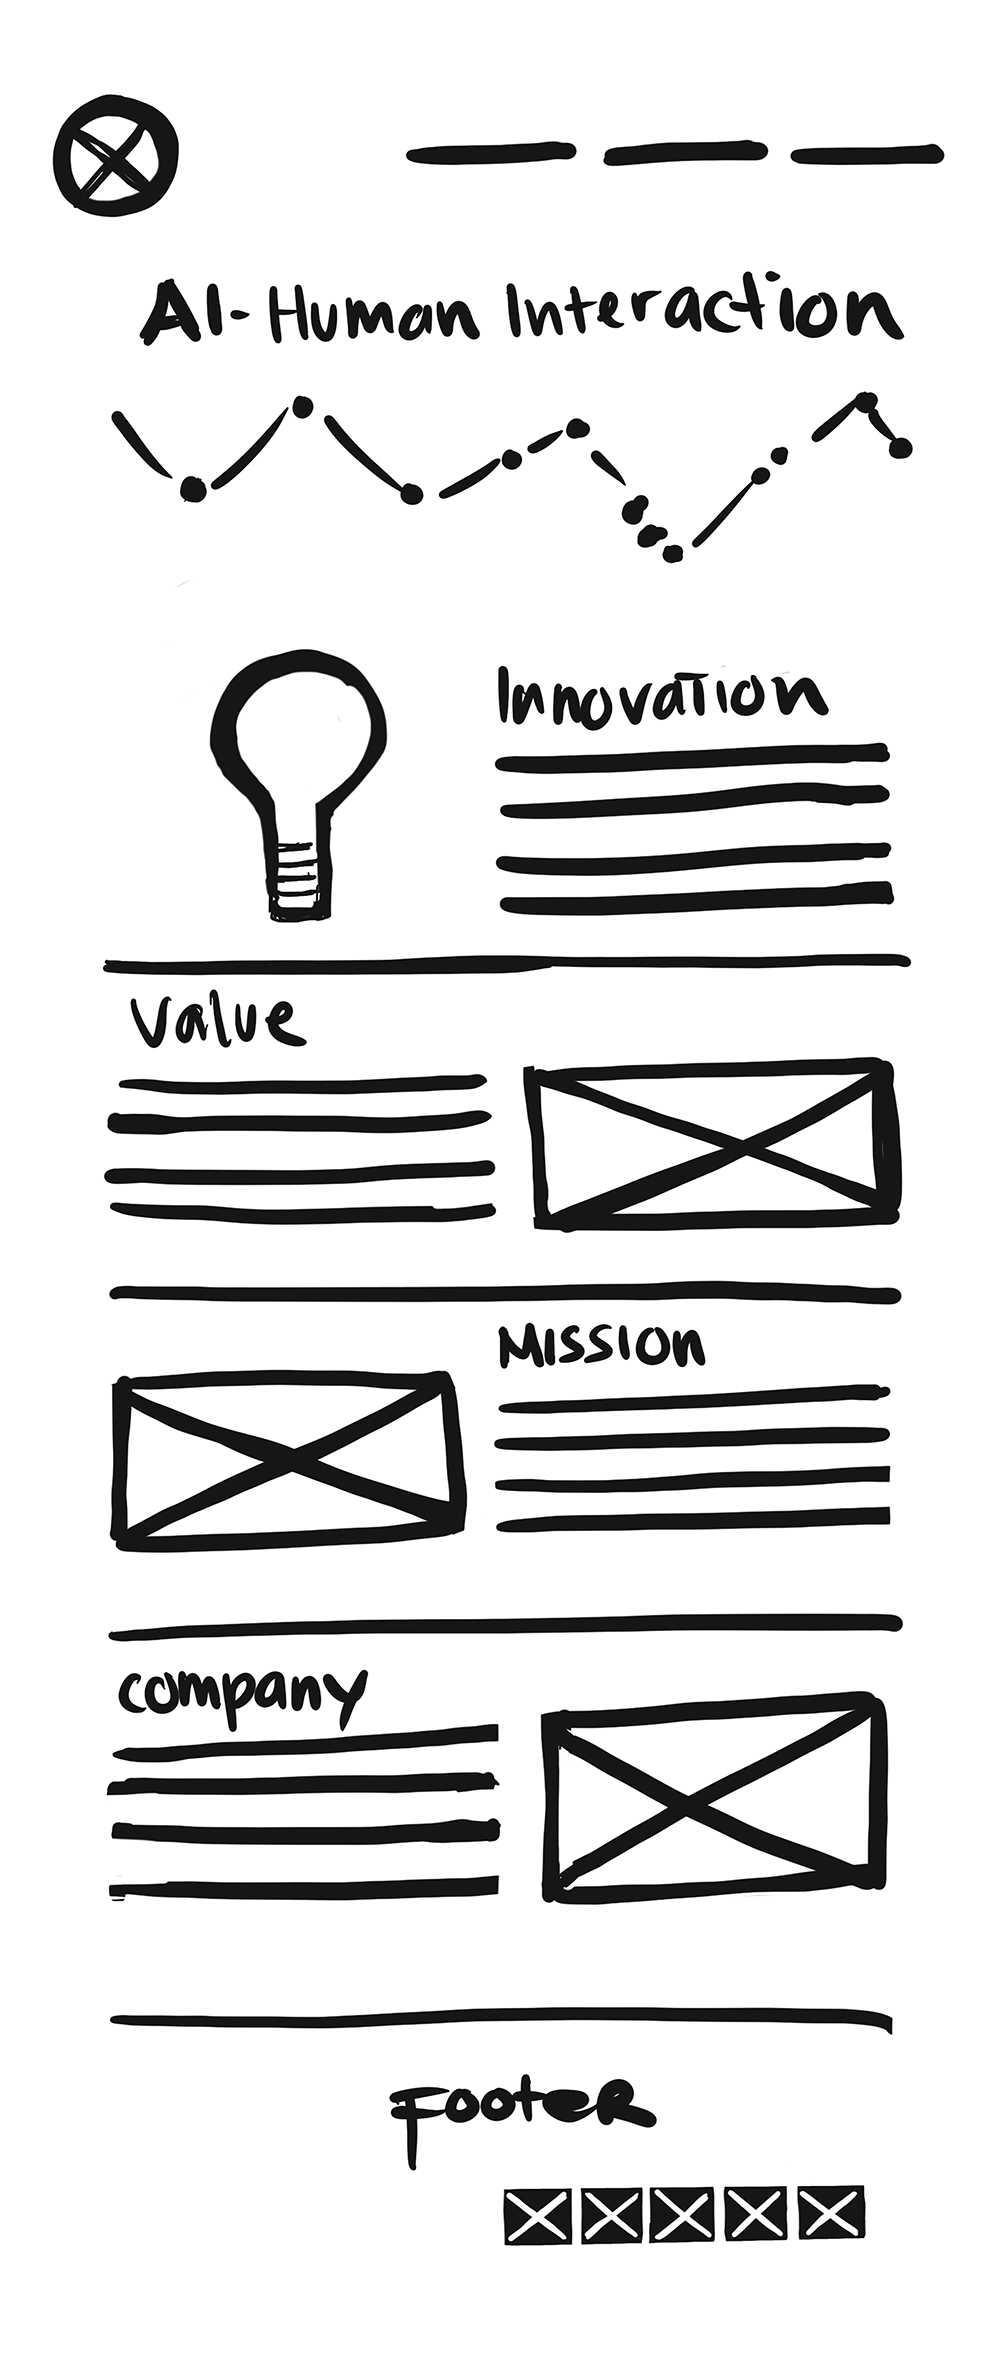 AI-Human Interaction
Innovation
Value
Mission
company
Footer